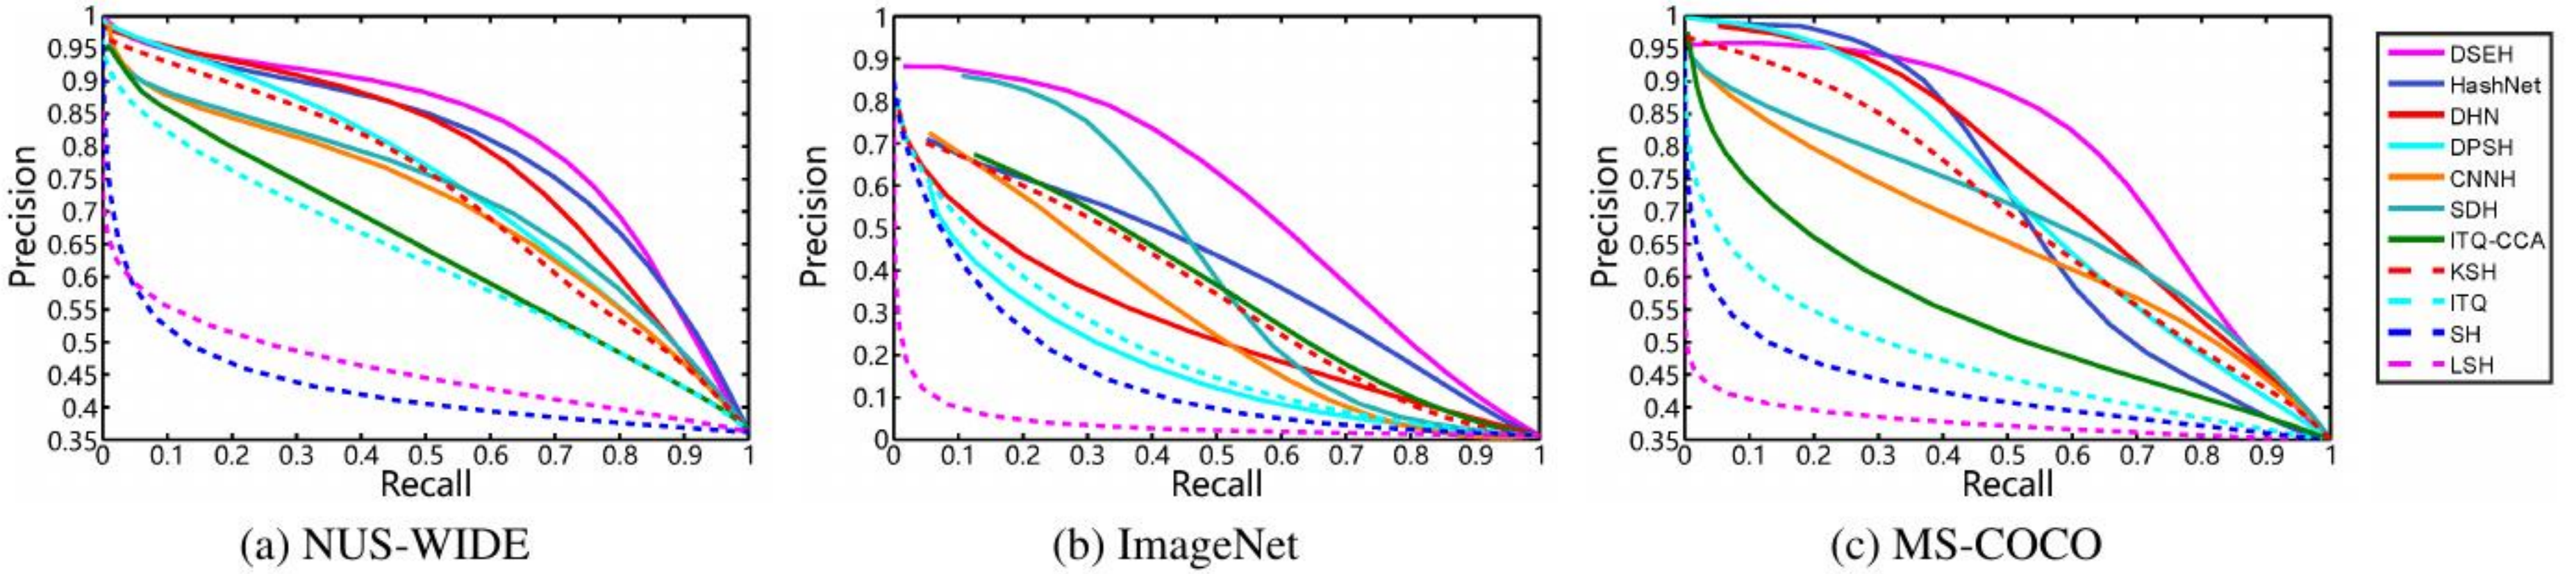 Precision
1
0.95
0.9
0.85
0.8
0.75
0.7
0.65
0.6
0.55
0.5
0.45
0.4
0.35
0 0.1 0.2 0.3 0.4 0.5 0.6 0.7 0.8 0.9 1
Recall
(a) NUS-WIDE
Precision
1
0.9
0.8
0.7
0.6
0.5
0.4
0.3
0.2
0.1
0
0 0.1 0.2 0.3 0.4 0.5 0.6 0.7 0.8 0.9 1
Recall
(b) ImageNet
Precision
1
0.95
0.9
0.85
0.8
0.75
0.7
0.65
0.6
0.55
0.5
0.45
0.4
0.35
0 0.1 0.2 0.3 0.4 0.5 0.6 0.7 0.8 0.9 1
Recall
(c) MS-COCO
DSEH
HashNet
DHN
DPSH
CNNH
SDH
ITQ-CCA
KSH
ITQ
SH
LSH